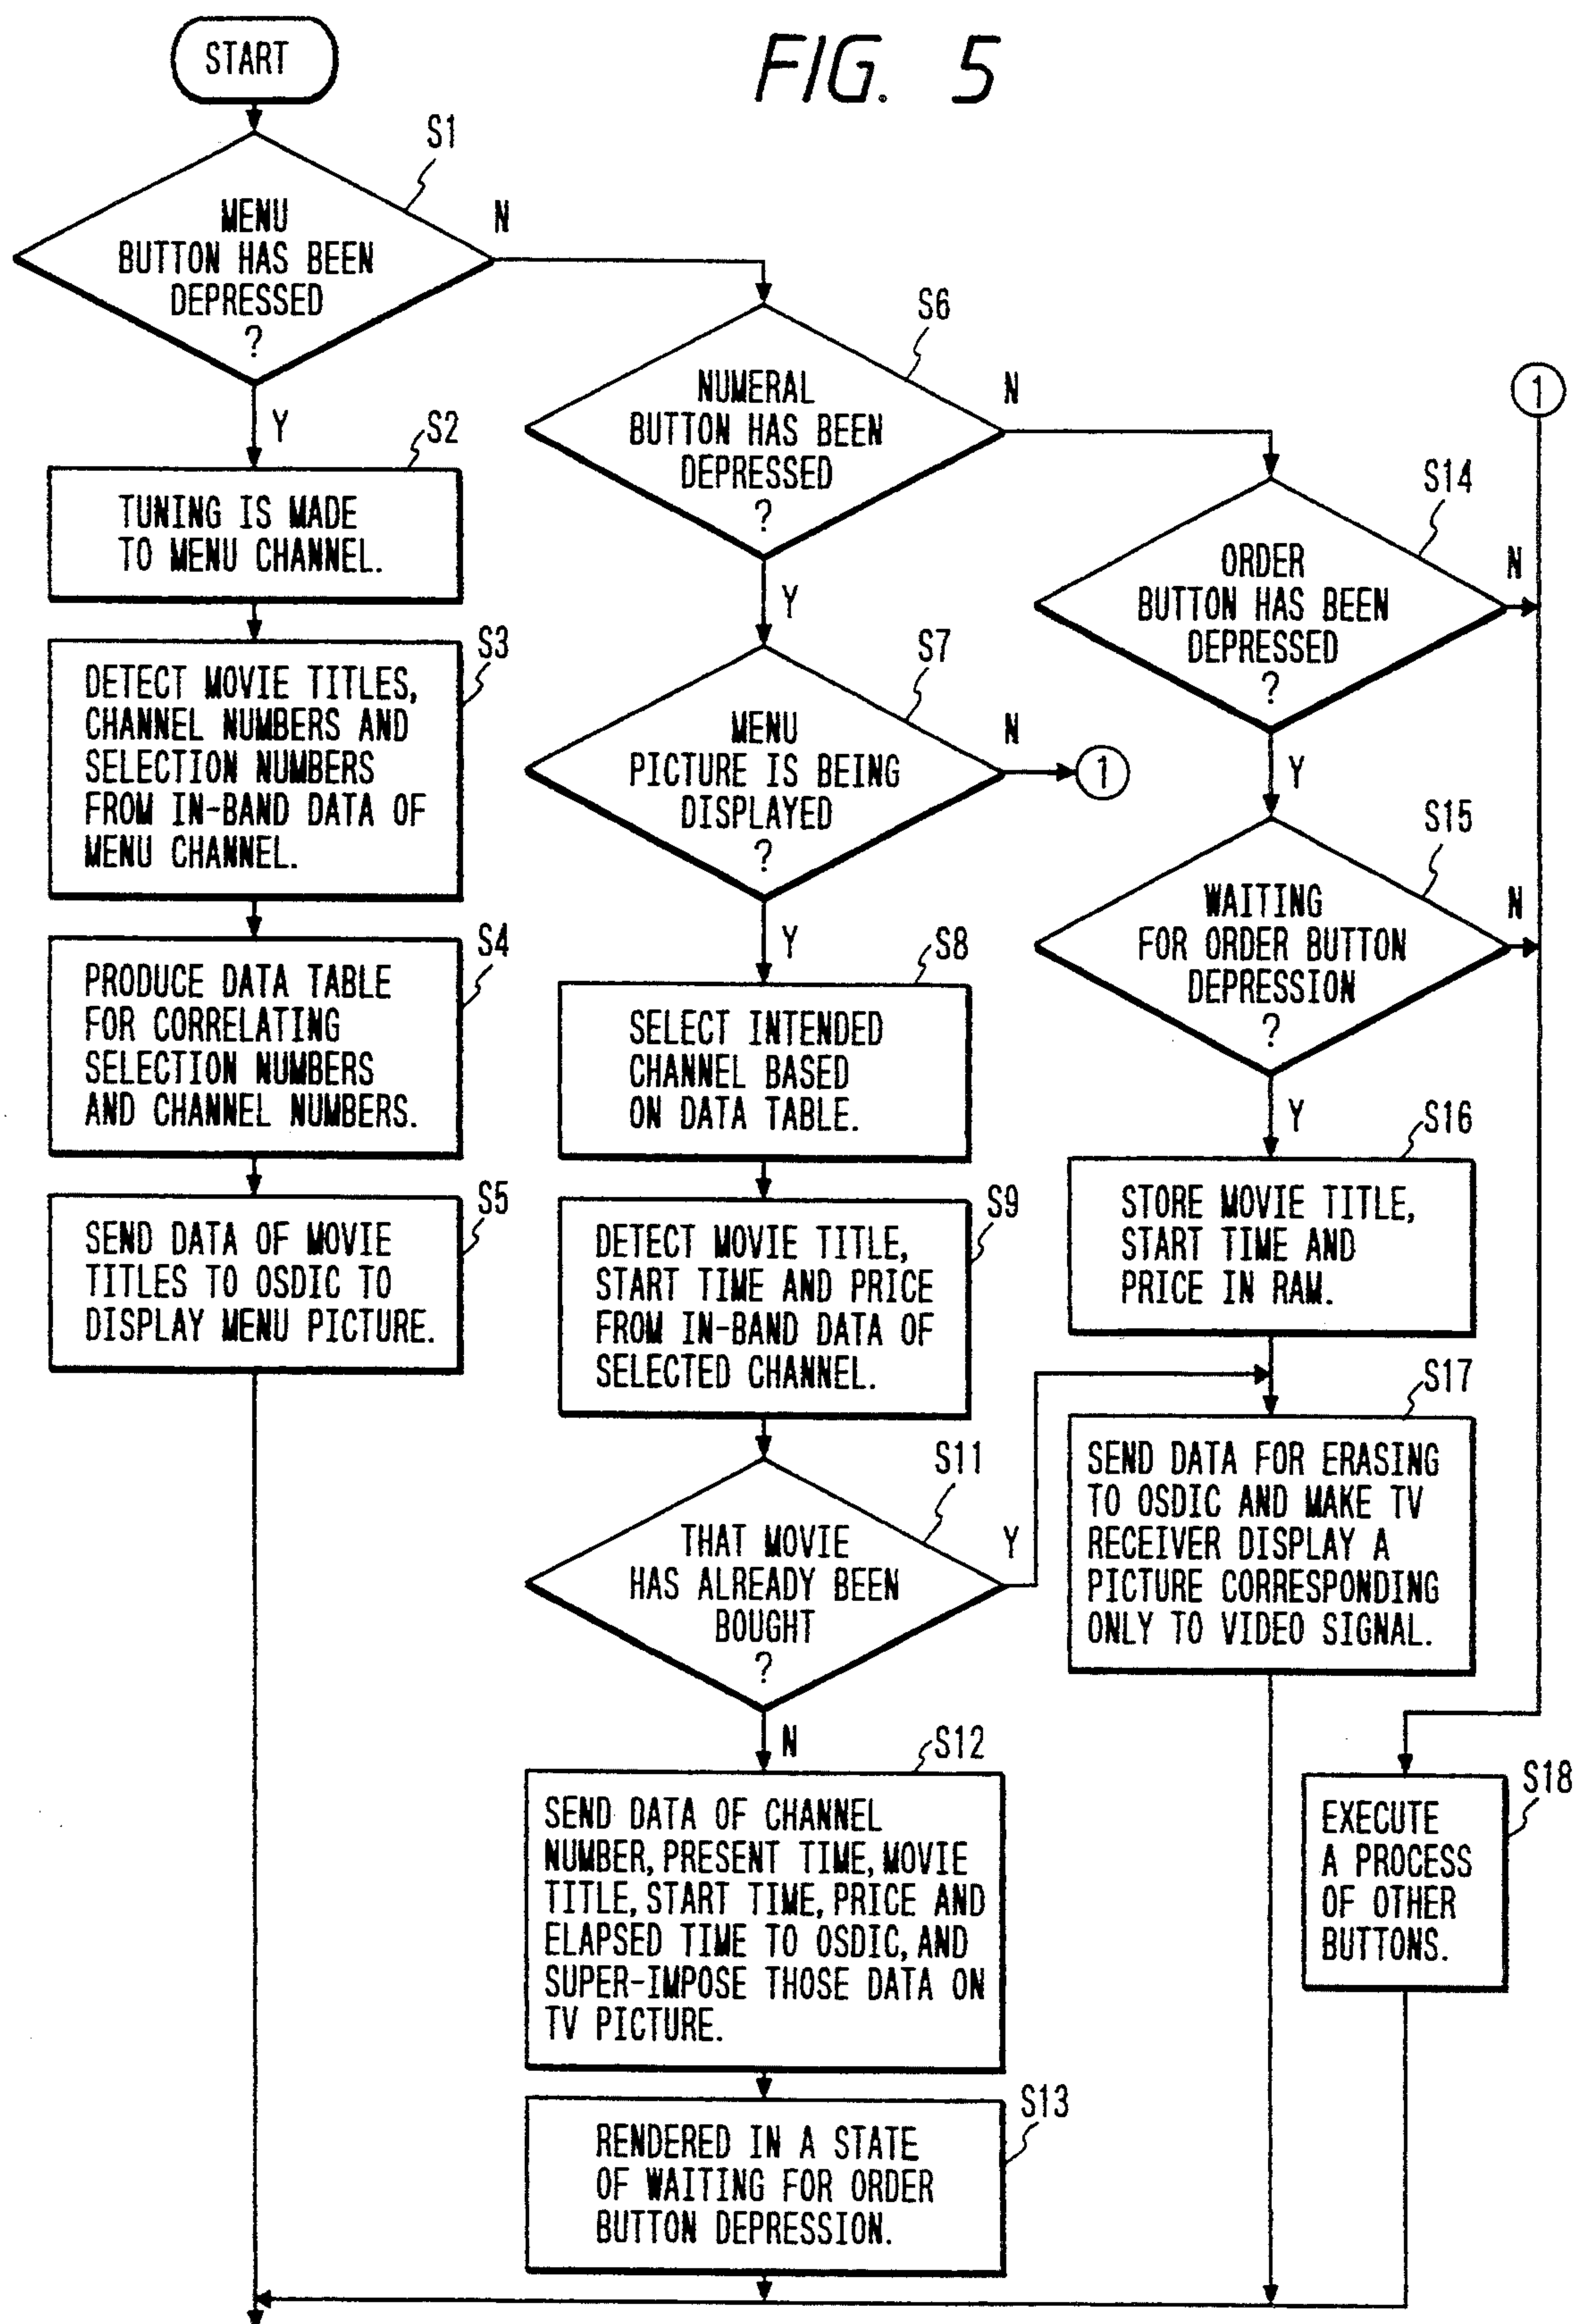 FIG. 5
START
S1
MENU
BUTTON HAS BEEN
DEPRESSED
?
N
Y
S2
TUNING IS MADE
TO MENU CHANNEL.
S3
DETECT MOVIE TITLES,
CHANNEL NUMBERS AND
SELECTION NUMBERS
FROM IN-BAND DATA OF
MENU CHANNEL.
S4
PRODUCE DATA TABLE
FOR CORRELATING
SELECTION NUMBERS
AND CHANNEL NUMBERS.
S5
SEND DATA OF MOVIE
TITLES TO OSDIC TO
DISPLAY MENU PICTURE.
S6
NUMERAL
BUTTON HAS BEEN
DEPRESSED
?
N
Y
S7
MENU
PICTURE IS BEING
DISPLAYED
?
N
1
Y
S8
SELECT INTENDED
CHANNEL BASED
ON DATA TABLE.
S9
DETECT MOVIE TITLE,
START TIME AND PRICE
FROM IN-BAND DATA OF
SELECTED CHANNEL.
S11
THAT MOVIE
HAS ALREADY BEEN
BOUGHT
?
Y
N
S12
SEND DATA OF CHANNEL
NUMBER, PRESENT TIME, MOVIE
TITLE, START TIME, PRICE AND
ELAPSED TIME TO OSDIC, AND
SUPER-IMPOSE THOSE DATA ON
TV PICTURE.
S13
RENDERED IN A STATE
OF WAITING FOR ORDER
BUTTON DEPRESSION.
1
S14
ORDER
BUTTON HAS BEEN
DEPRESSED
?
N
Y
S15
WAITING
FOR ORDER BUTTON
DEPRESSION
?
N
Y
S16
STORE MOVIE TITLE,
START TIME AND
PRICE IN RAM.
S17
SEND DATA FOR ERASING
TO OSDIC AND MAKE TV
RECEIVER DISPLAY A
PICTURE CORRESPONDING
ONLY TO VIDEO SIGNAL.
S18
EXECUTE
A PROCESS
OF OTHER
BUTTONS.